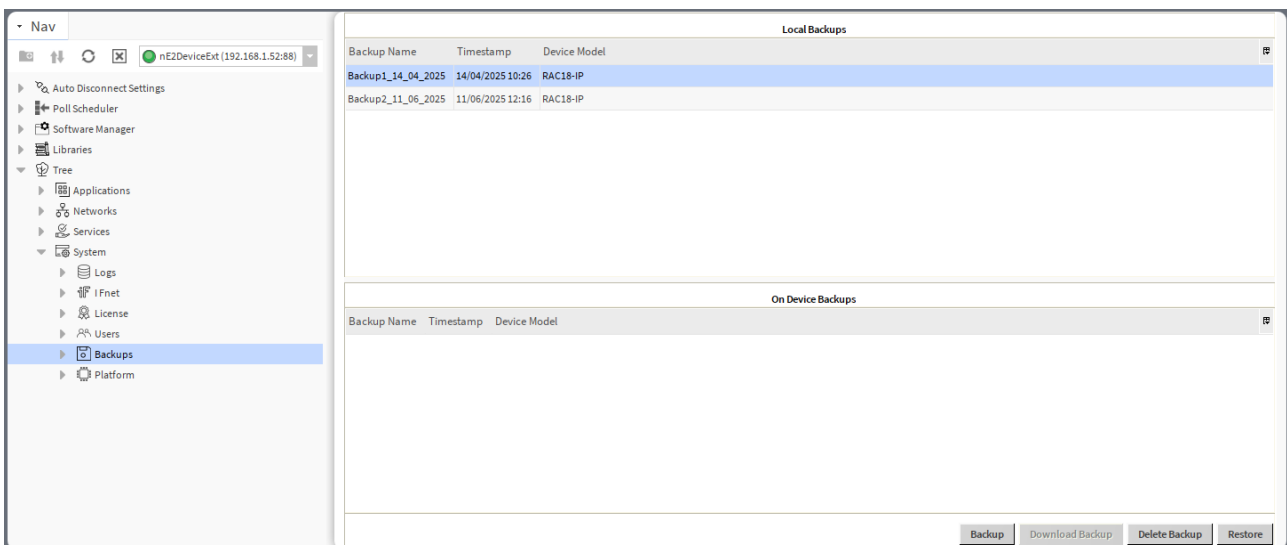 Nav
nE2DeviceExt (192.168.1.52:88)
Auto Disconnect Settings
Poll Scheduler
Software Manager
Libraries
Tree
Applications
Networks
Services
System
Logs
IFnet
License
Users
Backups
Platform
Local Backups
Backup Name Timestamp Device Model
Backup1_14_04_2025 14/04/2025 10:26 RAC18-IP
Backup2_11_06_2025 11/06/2025 12:16 RAC18-IP
On Device Backups
Backup Name Timestamp Device Model
Backup Download Backup Delete Backup Restore